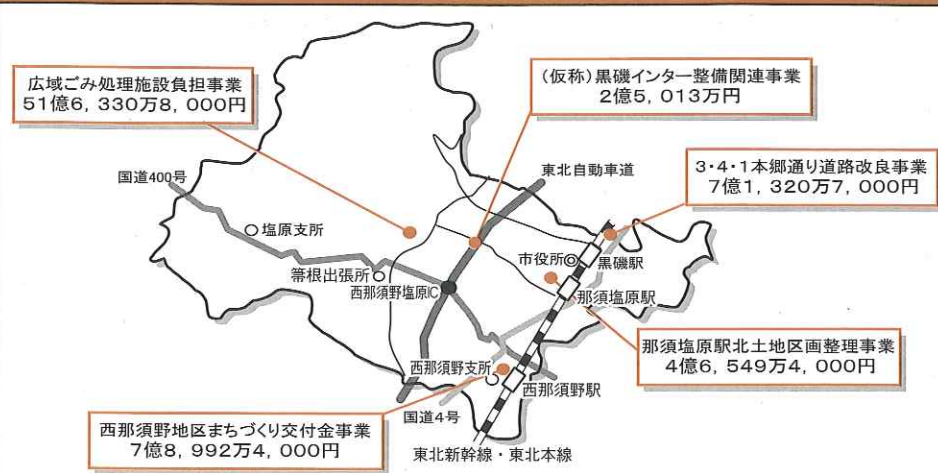 広域ごみ処理施設負担事業
51億6, 330万8, 000円
(仮称)黒磯インター整備関連事業
2億5, 013万円
国道400号
東北自動車道
3・4・1本郷通り道路改良事業
7億1, 320万7, 000円
塩原支所
市役所
黒磯駅
箒根出張所
西那須野塩原IC
那須塩原駅
那須塩原駅北土地区画整理事業
4億6, 549万4, 000円
西那須野支所
西那須野駅
国道4号
西那須野地区まちづくり交付金事業
7億8, 992万4, 000円
東北新幹線・東北本線